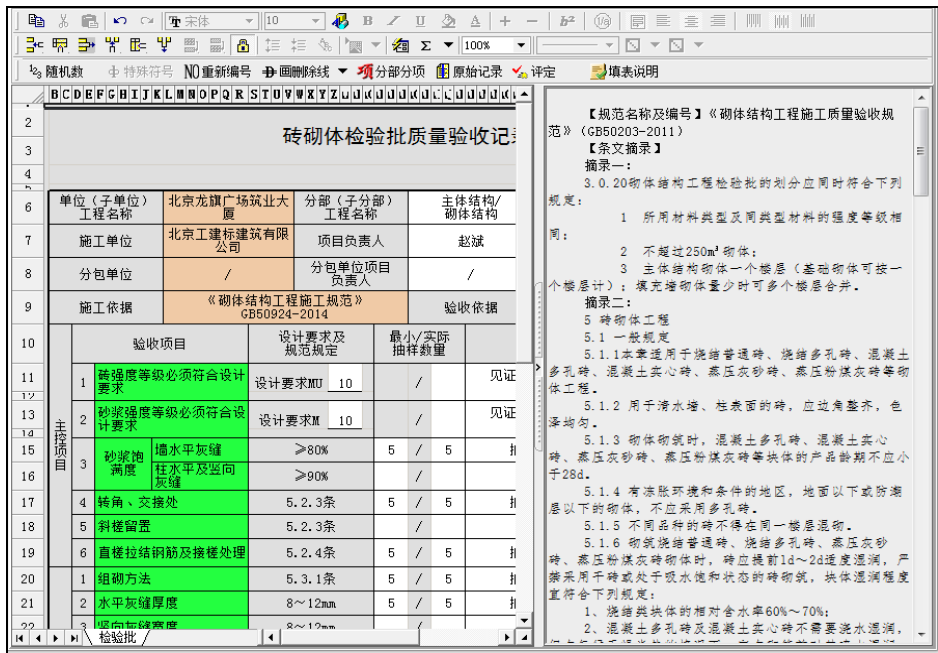 宋体 10 B I U A + − b²
Σ 100%
随机数 特殊符号 NO重新编号 画删除线 分部分项 原始记录 评定 填表说明
B C D E F G H I J K L M N O P Q R S T U V W X Y Z
2
3
4
砖砌体检验批质量验收记
6 单位（子单位）工程名称 北京龙旗广场筑业大厦 分部（子分部）工程名称 主体结构/砌体结构
7 施工单位 北京工建标建筑有限公司 项目负责人 赵斌
8 分包单位 / 分包单位项目负责人 /
9 施工依据 《砌体结构工程施工规范》GB50924-2014 验收依据
10 验收项目 设计要求及规范规定 最小/实际抽样数量
主控项目
11 1 砖强度等级必须符合设计要求 设计要求MU 10 / 见证
12
13 2 砂浆强度等级必须符合设计要求 设计要求M 10 / 见证
14
15 3 砂浆饱满度 墙水平灰缝 ≥80% 5 / 5
16 柱水平及竖向灰缝 ≥90% /
17 4 转角、交接处 5.2.3条 5 / 5
18 5 斜槎留置 5.2.3条 /
19 6 直槎拉结钢筋及接槎处理 5.2.4条 5 / 5
20 1 组砌方法 5.3.1条 5 / 5
21 2 水平灰缝厚度 8～12mm 5 / 5
22 3 竖向灰缝宽度 8～12mm
检验批
【规范名称及编号】《砌体结构工程施工质量验收规
范》（GB50203-2011）
【条文摘录】
摘录一：
3.0.20砌体结构工程检验批的划分应同时符合下列
规定：
1 所用材料类型及同类型材料的强度等级相
同；
2 不超过250m³砌体；
3 主体结构砌体一个楼层（基础砌体可按一
个楼层计）；填充墙砌体量少时可多个楼层合并。
摘录二：
5 砖砌体工程
5.1 一般规定
5.1.1本章适用于烧结普通砖、烧结多孔砖、混凝土
多孔砖、混凝土实心砖、蒸压灰砂砖、蒸压粉煤灰砖等砌
体工程。
5.1.2 用于清水墙、柱表面的砖，应边角整齐，色
泽均匀。
5.1.3 砌体砌筑时，混凝土多孔砖、混凝土实心
砖、蒸压灰砂砖、蒸压粉煤灰砖等块体的产品龄期不应小
于28d。
5.1.4 有冻胀环境和条件的地区，地面以下或防潮
层以下的砌体，不应采用多孔砖。
5.1.5 不同品种的砖不得在同一楼层混砌。
5.1.6 砌筑烧结普通砖、烧结多孔砖、蒸压灰砂
砖、蒸压粉煤灰砖砌体时，砖应提前1d～2d适度湿润，严
禁采用干砖或处于吸水饱和状态的砖砌筑，块体湿润程度
宜符合下列规定：
1、烧结类块体的相对含水率60%～70%；
2、混凝土多孔砖及混凝土实心砖不需要浇水湿润，